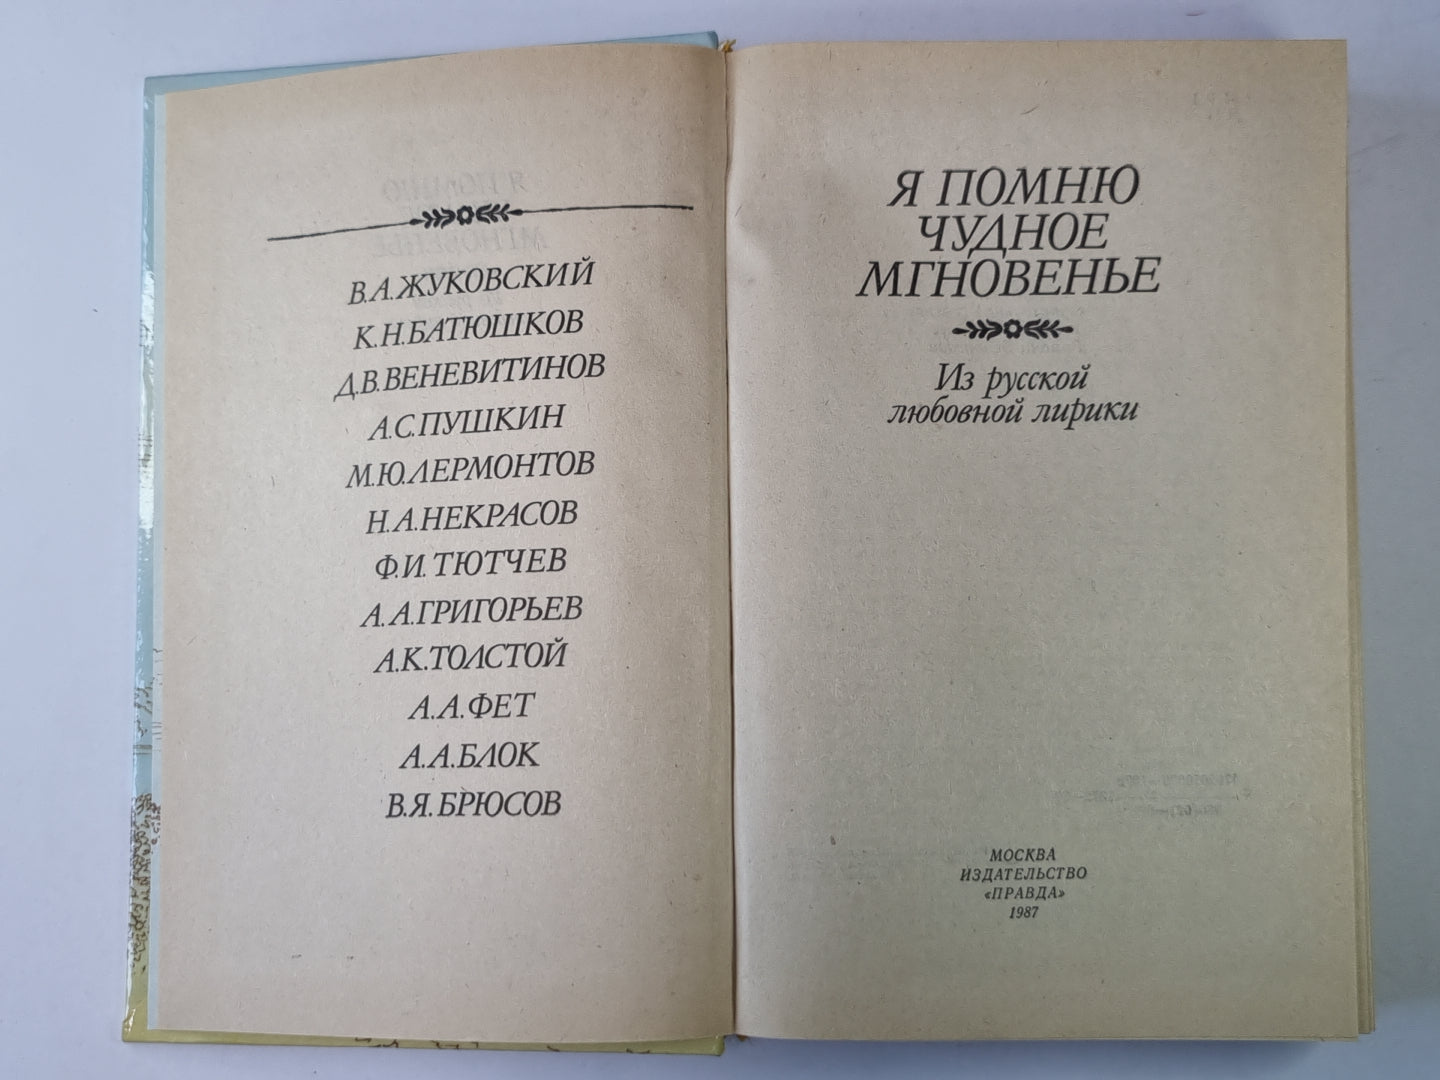 В.А.ЖУКОВСКИЙ
К.Н.БАТЮШКОВ
Д.В.ВЕНЕВИТИНОВ
А.С.ПУШКИН
М.Ю.ЛЕРМОНТОВ
Н.А.НЕКРАСОВ
Ф.И.ТЮТЧЕВ
А.А.ГРИГОРЬЕВ
А.К.ТОЛСТОЙ
А.А.ФЕТ
А.А.БЛОК
В.Я.БРЮСОВ
Я ПОМНЮ
ЧУДНОЕ
МГНОВЕНЬЕ
Из русской
любовной лирики
МОСКВА
ИЗДАТЕЛЬСТВО
«ПРАВДА»
1987